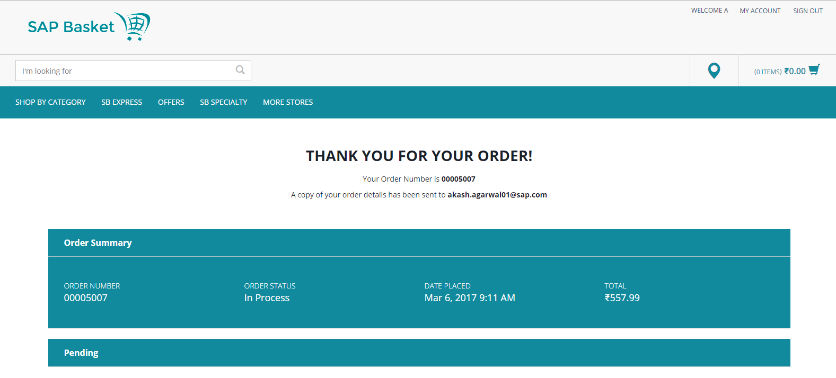 SAP Basket
WELCOME A MY ACCOUNT SIGN OUT
I'm looking for
(0 ITEMS) ₹0.00
SHOP BY CATEGORY SB EXPRESS OFFERS SB SPECIALTY MORE STORES
THANK YOU FOR YOUR ORDER!
Your Order Number is 00005007
A copy of your order details has been sent to akash.agarwal01@sap.com
Order Summary
ORDER NUMBER ORDER STATUS DATE PLACED TOTAL
00005007 In Process Mar 6, 2017 9:11 AM ₹557.99
Pending